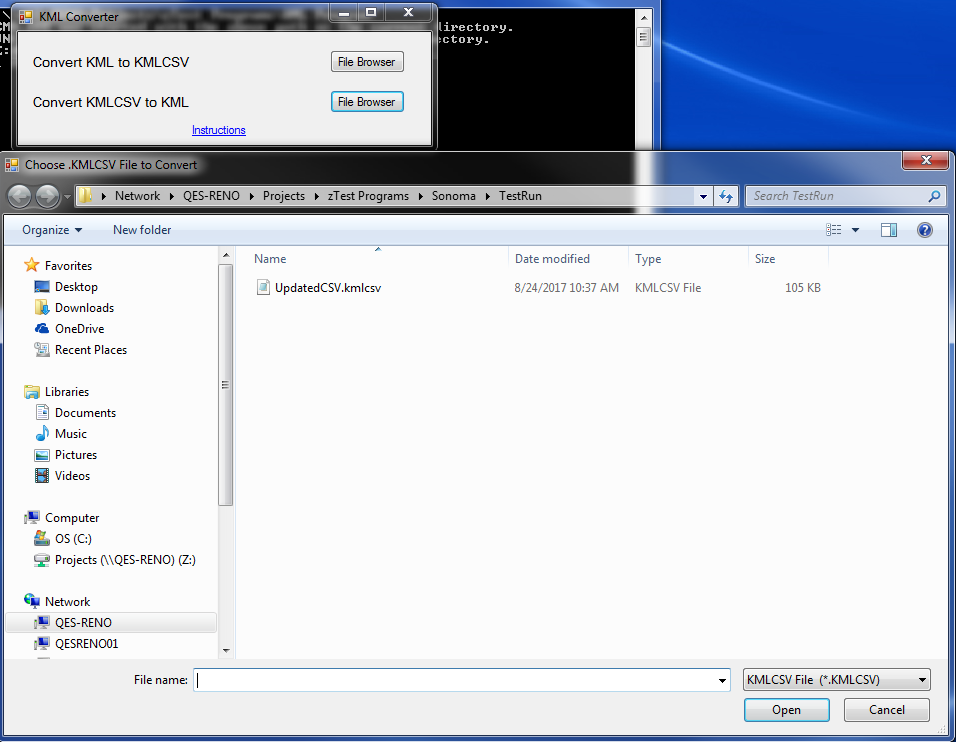 KML Converter
irectory.
ctory.
Convert KML to KMLCSV File Browser
Convert KMLCSV to KML File Browser
Instructions
Choose .KMLCSV File to Convert
Network QES-RENO Projects zTest Programs Sonoma TestRun Search TestRun
Organize New folder
Name Date modified Type Size
UpdatedCSV.kmlcsv 8/24/2017 10:37 AM KMLCSV File 105 KB
Favorites
Desktop
Downloads
OneDrive
Recent Places
Libraries
Documents
Music
Pictures
Videos
Computer
OS (C:)
Projects (\\QES-RENO) (Z:)
Network
QES-RENO
QESRENO01
File name: KMLCSV File (*.KMLCSV)
Open Cancel